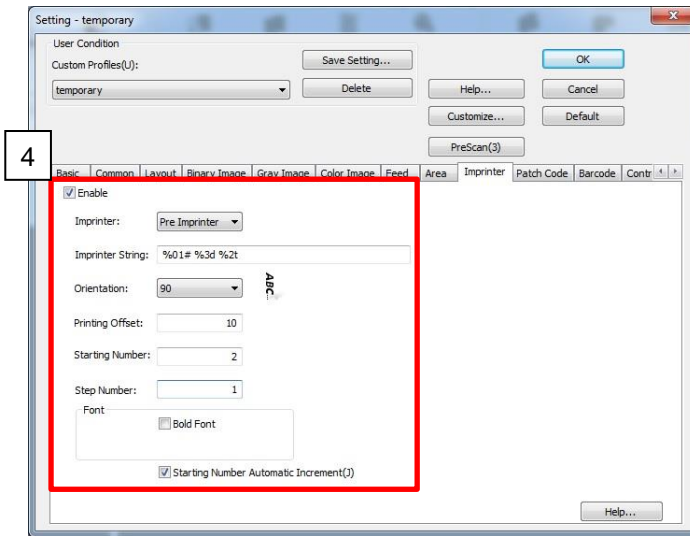 Setting - temporary
User Condition
Custom Profiles(U):
Save Setting...
OK
temporary
Delete
Help...
Cancel
Customize...
Default
PreScan(3)
4
Basic Common Layout Binary Image Gray Image Color Image Feed Area Imprinter Patch Code Barcode Contr
Enable
Imprinter: Pre Imprinter
Imprinter String: %01# %3d %2t
Orientation: 90 ABC...
Printing Offset: 10
Starting Number: 2
Step Number: 1
Font
Bold Font
Starting Number Automatic Increment(J)
Help...